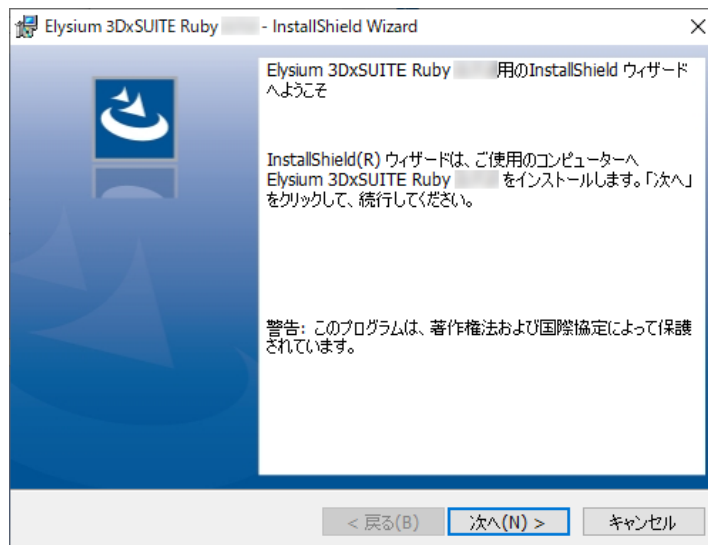 Elysium 3DxSUITE Ruby - InstallShield Wizard
Elysium 3DxSUITE Ruby 用のInstallShield ウィザード
へようこそ
InstallShield(R) ウィザードは、ご使用のコンピューターへ
Elysium 3DxSUITE Ruby をインストールします。「次へ」
をクリックして、続行してください。
警告: このプログラムは、著作権法および国際協定によって保護
されています。
< 戻る(B)
次へ(N) >
キャンセル